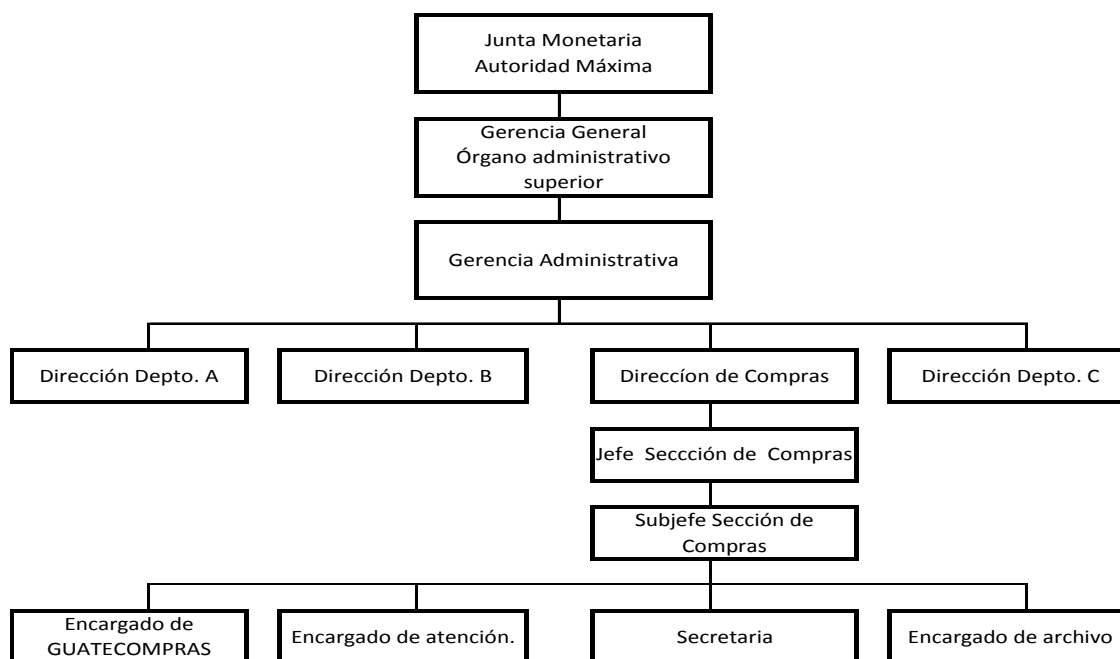 Junta Monetaria
Autoridad Máxima
Gerencia General
Órgano administrativo
superior
Gerencia Administrativa
Dirección Depto. A
Dirección Depto. B
Direccíon de Compras
Dirección Depto. C
Jefe Seccción de Compras
Subjefe Sección de
Compras
Encargado de
GUATECOMPRAS
Encargado de atención.
Secretaria
Encargado de archivo